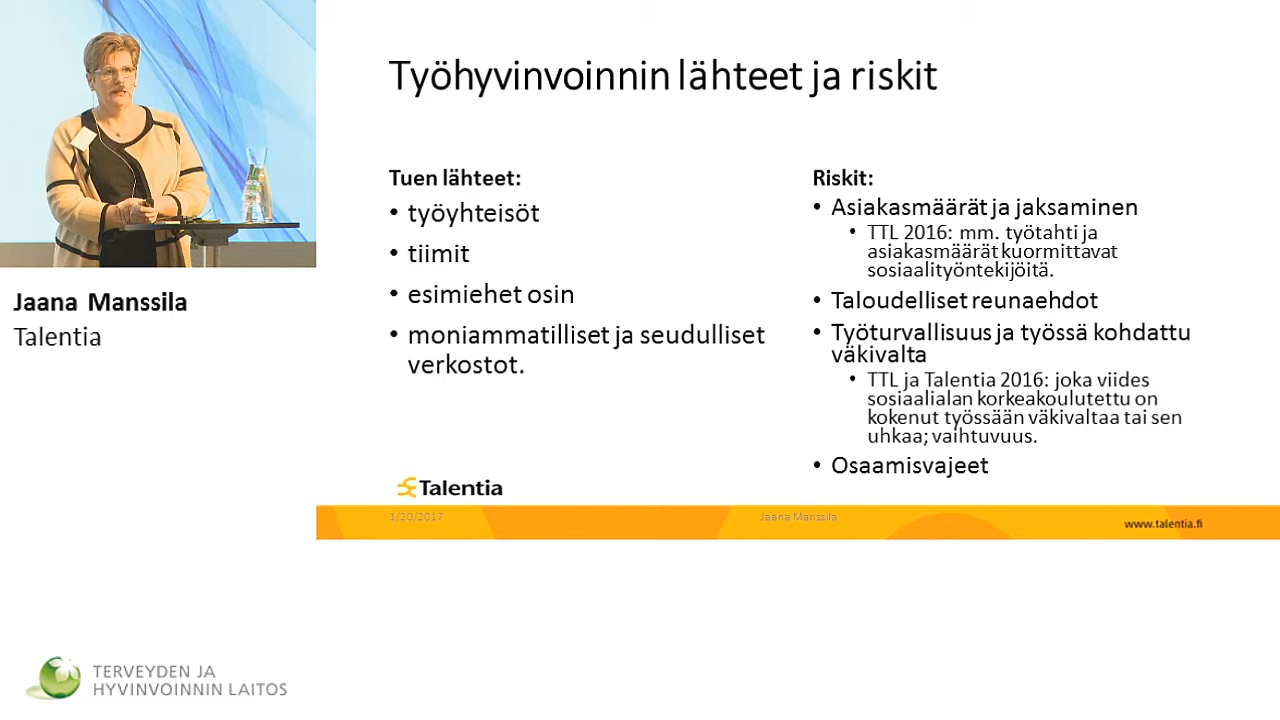 Työhyvinvoinnin lähteet ja riskit
Tuen lähteet:
• työyhteisöt
• tiimit
• esimiehet osin
• moniammatilliset ja seudulliset
verkostot.
Riskit:
• Asiakasmäärät ja jaksaminen
• TTL 2016: mm. työtahti ja
asiakasmäärät kuormittavat
sosiaalityöntekijöitä.
• Taloudelliset reunaehdot
• Työturvallisuus ja työssä kohdattu
väkivalta
• TTL ja Talentia 2016: joka viides
sosiaalialan korkeakoulutettu on
kokenut työssään väkivaltaa tai sen
uhkaa; vaihtuvuus.
• Osaamisvajeet
Talentia
1/20/2017
Jaana Manssila
www.talentia.fi
Jaana Manssila
Talentia
TERVEYDEN JA
HYVINVOINNIN LAITOS